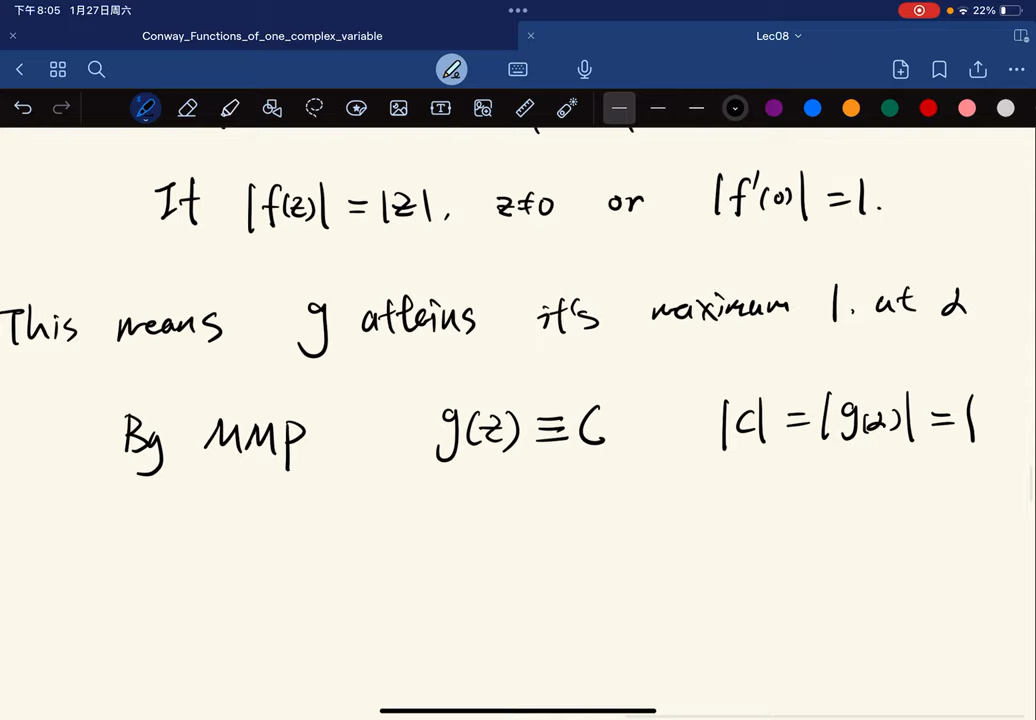 下午8:05 1月27日周六
22%
Conway_Functions_of_one_complex_variable
Lec08
If |f(z)| = |z|, z≠0 or |f'(0)| = 1.
This means g atteins it's maximum 1. at α
By MMP g(z) ≡ C |C| = |g(α)| = 1